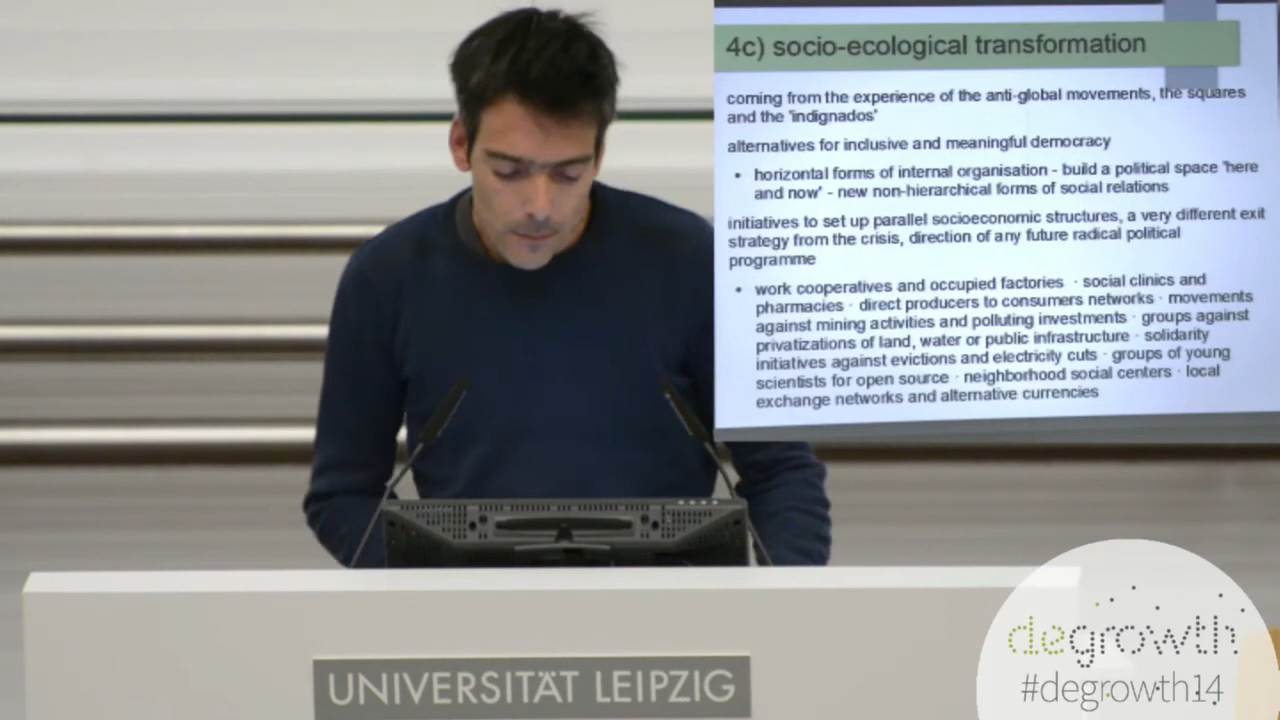 4c) socio-ecological transformation
coming from the experience of the anti-global movements, the squares
and the 'indignados'
alternatives for inclusive and meaningful democracy
• horizontal forms of internal organisation - build a political space 'here
and now' - new non-hierarchical forms of social relations
initiatives to set up parallel socioeconomic structures, a very different exit
strategy from the crisis, direction of any future radical political
programme
• work cooperatives and occupied factories · social clinics and
pharmacies · direct producers to consumers networks · movements
against mining activities and polluting investments · groups against
privatizations of land, water or public infrastructure · solidarity
initiatives against evictions and electricity cuts · groups of young
scientists for open source · neighborhood social centers · local
exchange networks and alternative currencies
degrowth
#degrowth14
UNIVERSITÄT LEIPZIG